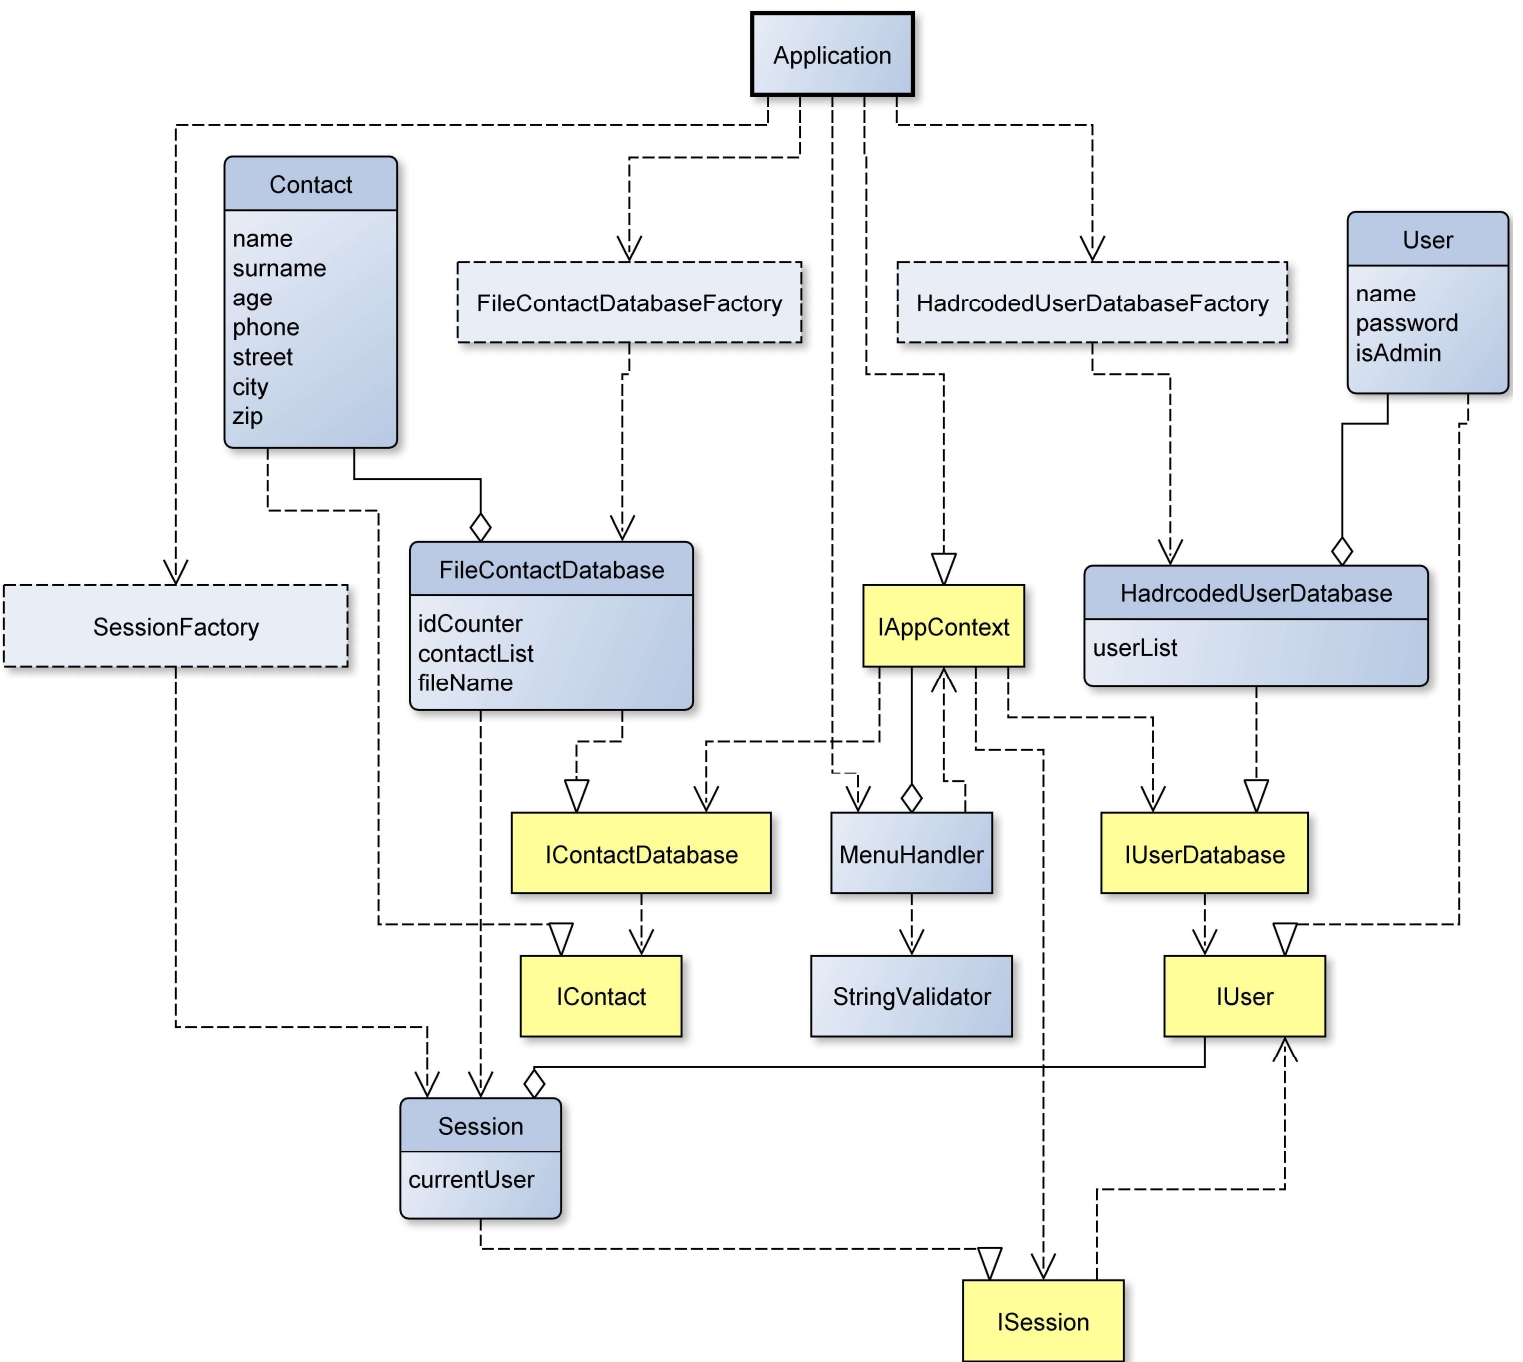 Application
Contact
name
surname
age
phone
street
city
zip
User
name
password
isAdmin
FileContactDatabaseFactory
HadrcodedUserDatabaseFactory
SessionFactory
FileContactDatabase
idCounter
contactList
fileName
IAppContext
HadrcodedUserDatabase
userList
IContactDatabase
MenuHandler
IUserDatabase
IContact
StringValidator
IUser
Session
currentUser
ISession